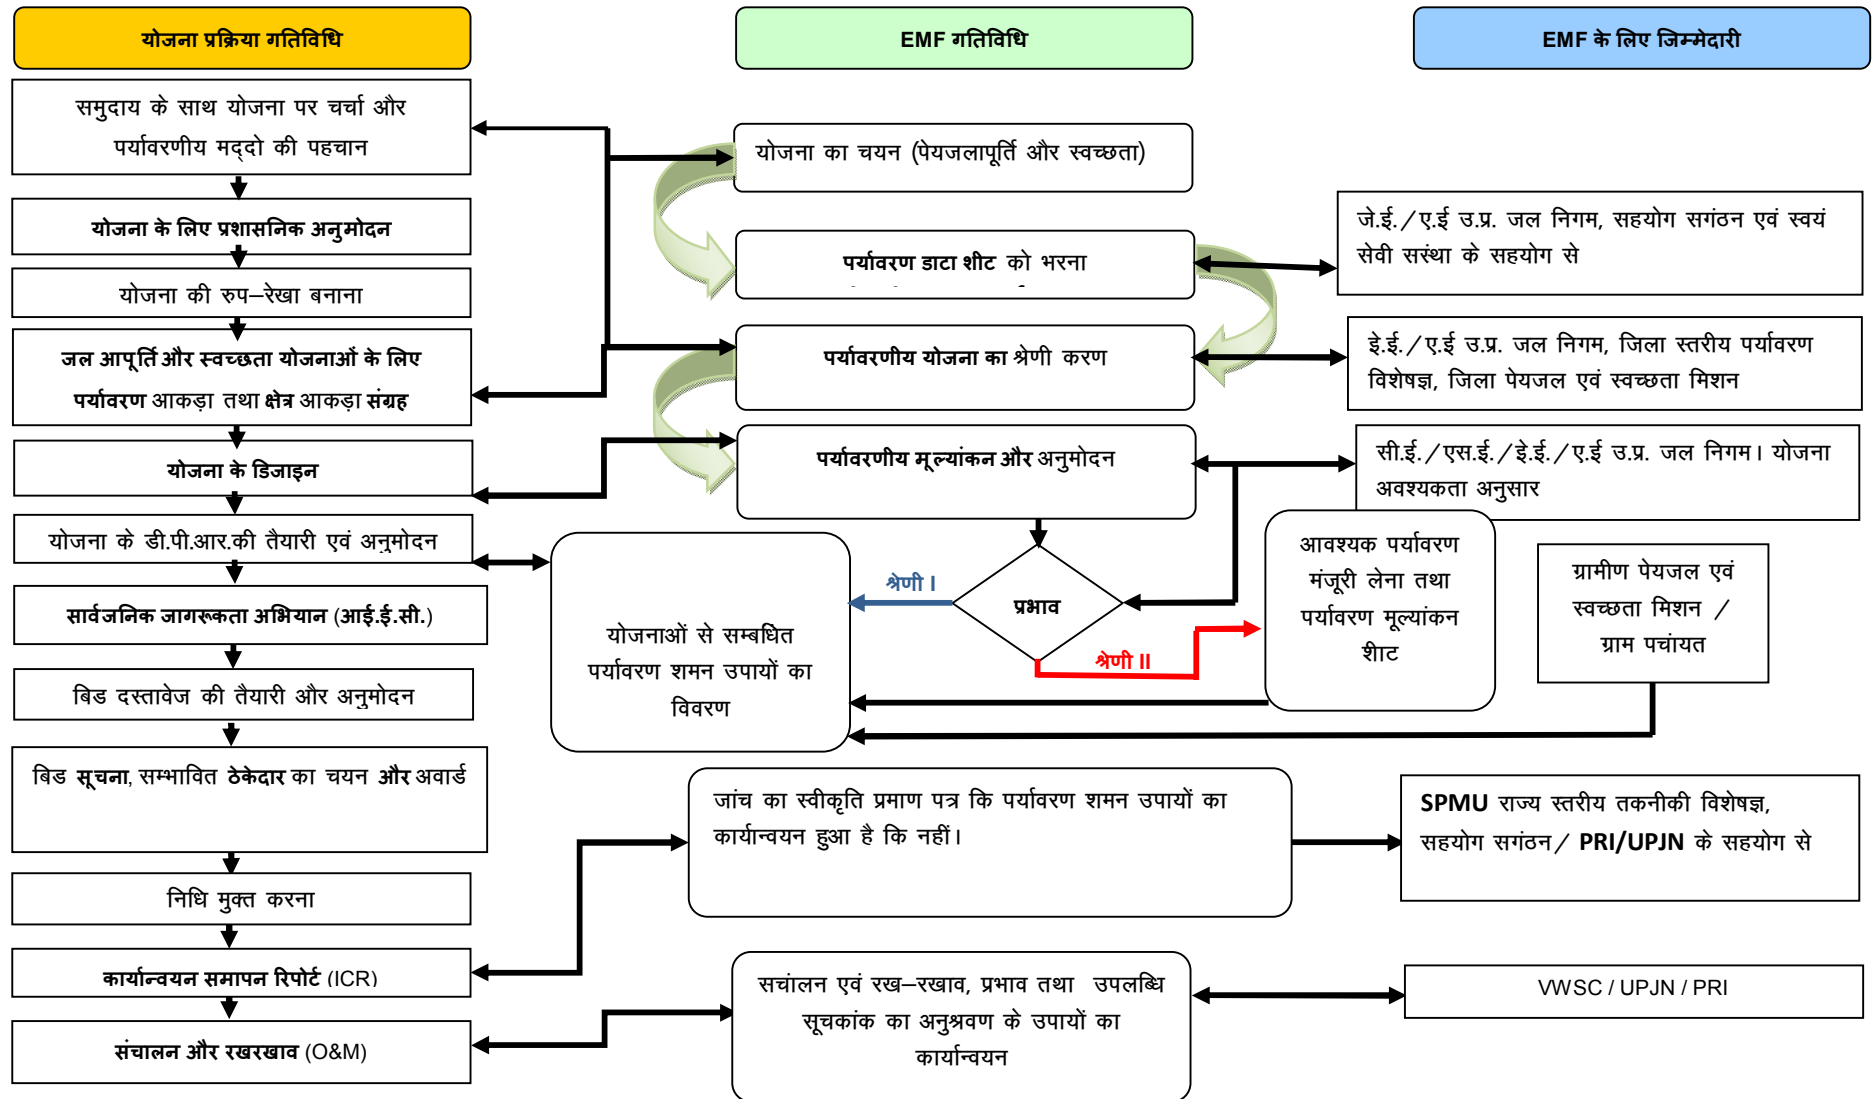 योजना प्रक्रिया गतिविधि
EMF गतिविधि
EMF के लिए जिम्मेदारी
समुदाय के साथ योजना पर चर्चा और
पर्यावरणीय मद्दो की पहचान
योजना के लिए प्रशासनिक अनुमोदन
योजना की रुप–रेखा बनाना
जल आपूर्ति और स्वच्छता योजनाओं के लिए
पर्यावरण आकड़ा तथा क्षेत्र आकड़ा संग्रह
योजना के डिजाइन
योजना के डी.पी.आर.की तैयारी एवं अनुमोदन
सार्वजनिक जागरूकता अभियान (आई.ई.सी.)
बिड दस्तावेज की तैयारी और अनुमोदन
बिड सूचना, सम्भावित ठेकेदार का चयन और अवार्ड
निधि मुक्त करना
कार्यान्वयन समापन रिपोर्ट (ICR)
संचालन और रखरखाव (O&M)
योजना का चयन (पेयजलापूर्ति और स्वच्छता)
पर्यावरण डाटा शीट को भरना
पर्यावरणीय योजना का श्रेणी करण
पर्यावरणीय मूल्यांकन और अनुमोदन
प्रभाव
श्रेणी I
श्रेणी II
योजनाओं से सम्बधित
पर्यावरण शमन उपायों का
विवरण
जांच का स्वीकृति प्रमाण पत्र कि पर्यावरण शमन उपायों का
कार्यान्वयन हुआ है कि नहीं।
सचांलन एवं रख–रखाव, प्रभाव तथा उपलब्धि
सूचकांक का अनुश्रवण के उपायों का
कार्यान्वयन
जे.ई./ए.ई उ.प्र. जल निगम, सहयोग सगंठन एवं स्वयं
सेवी सस्था के सहयोग से
इ.ई./ए.ई उ.प्र. जल निगम, जिला स्तरीय पर्यावरण
विशेषज्ञ, जिला पेयजल एवं स्वच्छता मिशन
सी.ई./एस.ई./ई.ई./ए.ई उ.प्र. जल निगम। योजना
अवश्यकता अनुसार
आवश्यक पर्यावरण
मंजूरी लेना तथा
पर्यावरण मूल्यांकन
शीाट
ग्रामीण पेयजल एवं
स्वच्छता मिशन /
ग्राम पचांयत
SPMU राज्य स्तरीय तकनीकी विशेषज्ञ,
सहयोग सगंठन/ PRI/UPJN के सहयोग से
VWSC / UPJN / PRI